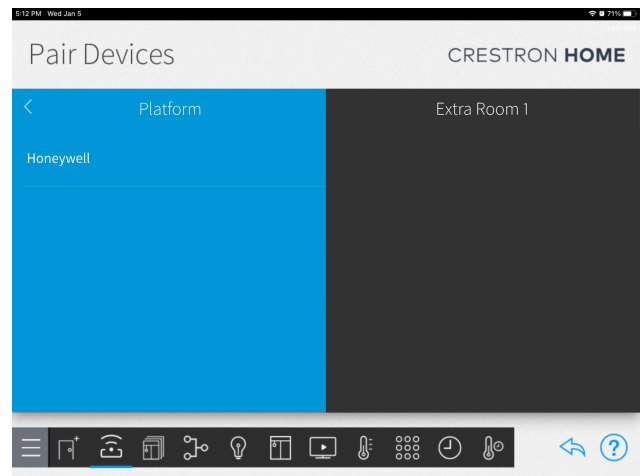 5:12 PM Wed Jan 5
71%
Pair Devices
CRESTRON HOME
Platform
Extra Room 1
Honeywell
?